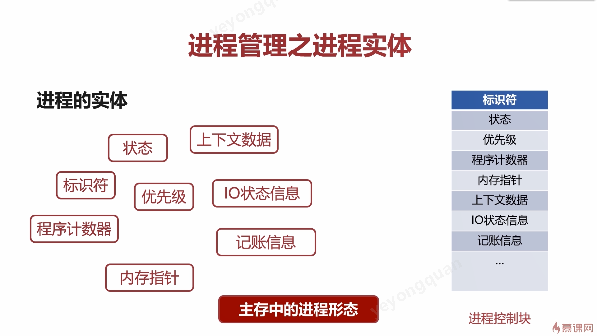 进程管理之进程实体
进程的实体
状态
上下文数据
标识符
优先级
IO状态信息
程序计数器
记账信息
内存指针
主存中的进程形态
标识符
状态
优先级
程序计数器
内存指针
上下文数据
IO状态信息
记账信息
...
进程控制块
慕课网
yeyongquan
yeyongquan